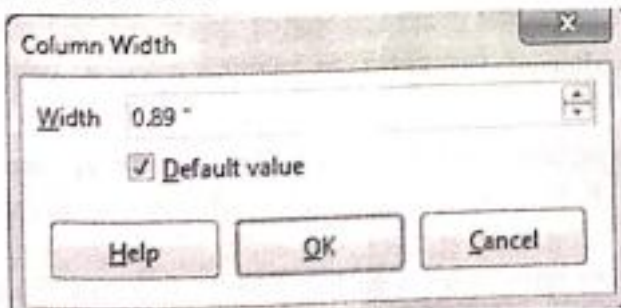 Column Width
Width 0.89 "
Default value
Help OK Cancel